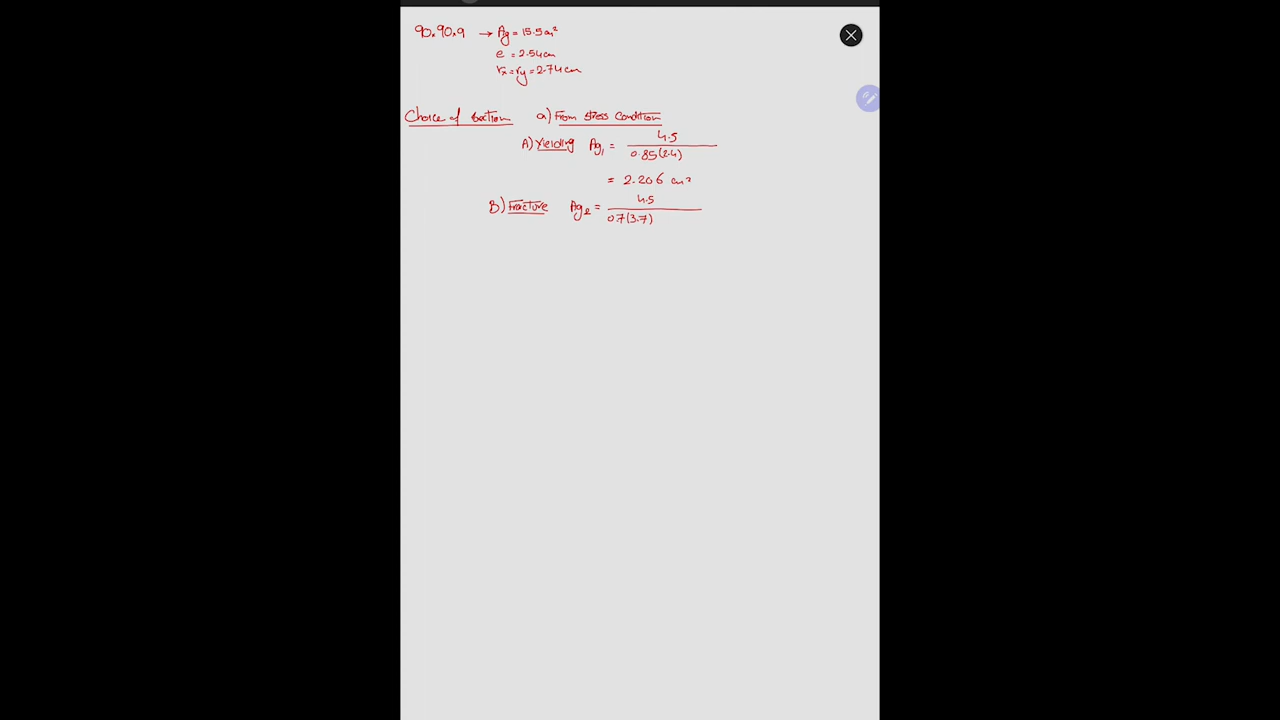 90×90×9 → Ag = 15.5 cm²
e = 2.54 cm
rx = ry = 2.74 cm
Choice of section a) From stress Condition
A) Yielding Ag₁ = 4.5 / 0.85(2.4)
= 2.206 cm²
B) Fracture Ag₂ = 4.5 / 0.7(3.7)